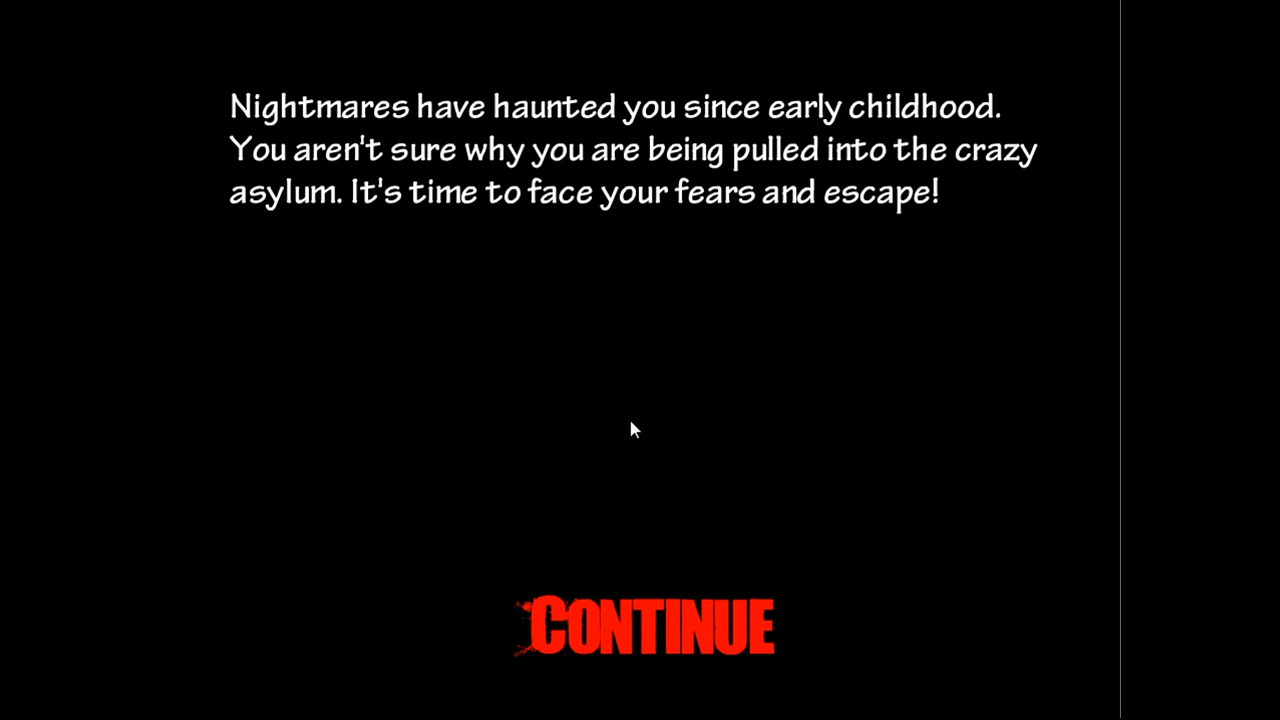 Nightmares have haunted you since early childhood.
You aren't sure why you are being pulled into the crazy
asylum. It's time to face your fears and escape!
CONTINUE